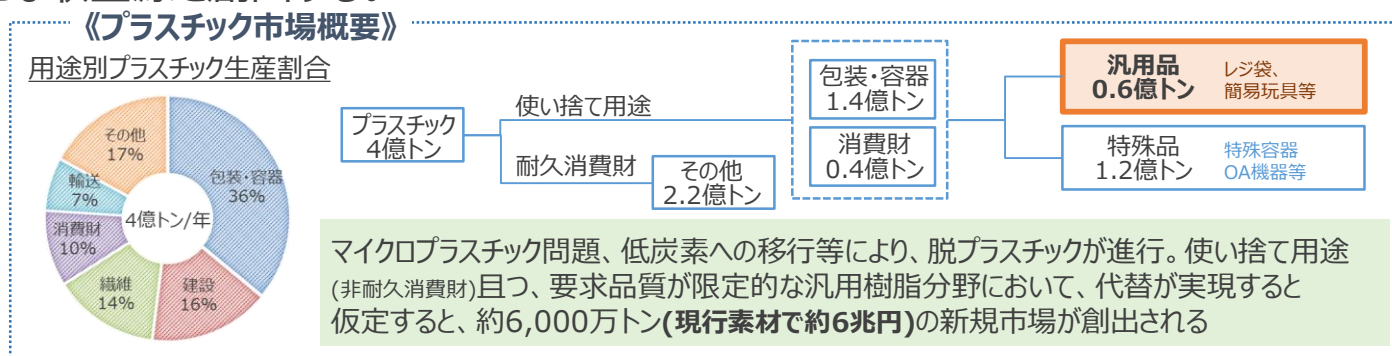 《プラスチック市場概要》
用途別プラスチック生産割合
その他
17%
輸送
7%
消費財
10%
繊維
14%
建設
16%
包装・容器
36%
4億トン/年
プラスチック
4億トン
使い捨て用途
耐久消費財
その他
2.2億トン
包装・容器
1.4億トン
消費財
0.4億トン
汎用品
0.6億トン
レジ袋、
簡易玩具等
特殊品
1.2億トン
特殊容器
OA機器等
マイクロプラスチック問題、低炭素への移行等により、脱プラスチックが進行。使い捨て用途
(非耐久消費財)且つ、要求品質が限定的な汎用樹脂分野において、代替が実現すると
仮定すると、約6,000万トン(現行素材で約6兆円)の新規市場が創出される